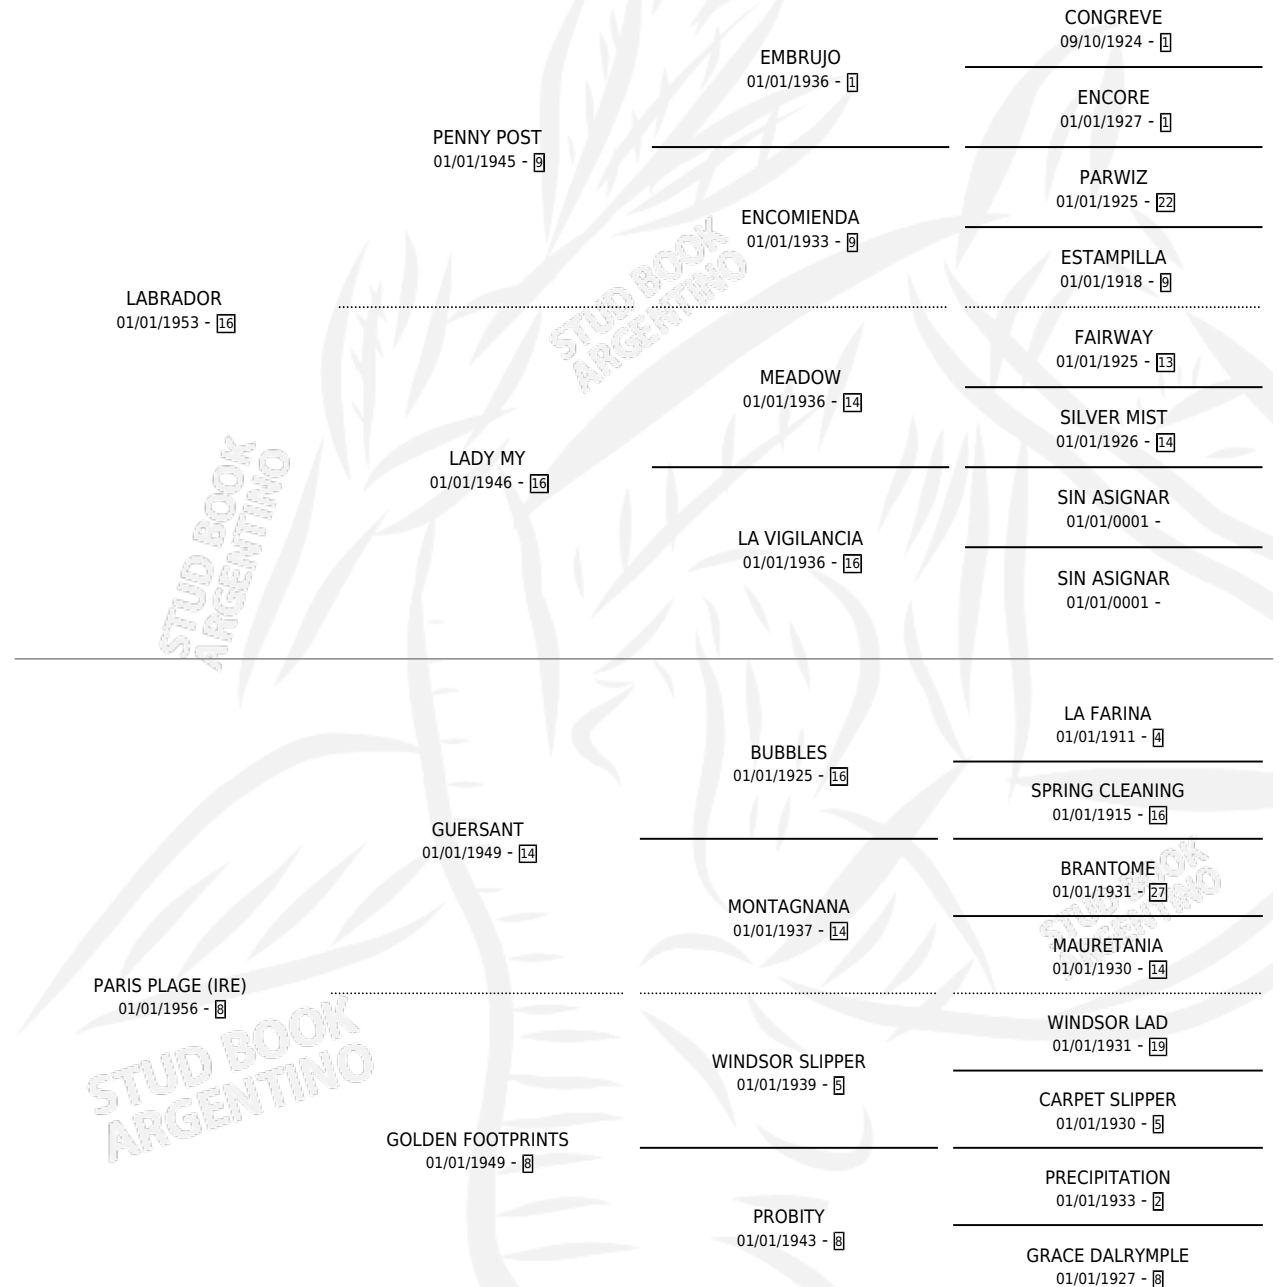 CONGREVE
09/10/1924 - 1
EMBRUJO
01/01/1936 - 1
ENCORE
01/01/1927 - 1
PENNY POST
01/01/1945 - 9
PARWIZ
01/01/1925 - 22
ENCOMIENDA
01/01/1933 - 9
ESTAMPILLA
01/01/1918 - 9
LABRADOR
01/01/1953 - 16
FAIRWAY
01/01/1925 - 13
MEADOW
01/01/1936 - 14
SILVER MIST
01/01/1926 - 14
LADY MY
01/01/1946 - 16
SIN ASIGNAR
01/01/0001 -
LA VIGILANCIA
01/01/1936 - 16
SIN ASIGNAR
01/01/0001 -
STUD BOOK
ARGENTINO
STUD BOOK
ARGENTINO
LA FARINA
01/01/1911 - 4
BUBBLES
01/01/1925 - 16
SPRING CLEANING
01/01/1915 - 16
GUERSANT
01/01/1949 - 14
BRANTOME
01/01/1931 - 27
MONTAGNANA
01/01/1937 - 14
MAURETANIA
01/01/1930 - 14
PARIS PLAGE (IRE)
01/01/1956 - 8
WINDSOR LAD
01/01/1931 - 19
WINDSOR SLIPPER
01/01/1939 - 5
CARPET SLIPPER
01/01/1930 - 5
GOLDEN FOOTPRINTS
01/01/1949 - 8
PRECIPITATION
01/01/1933 - 2
PROBITY
01/01/1943 - 8
GRACE DALRYMPLE
01/01/1927 - 8
STUD BOOK
ARGENTINO
STUD BOOK
ARGENTINO